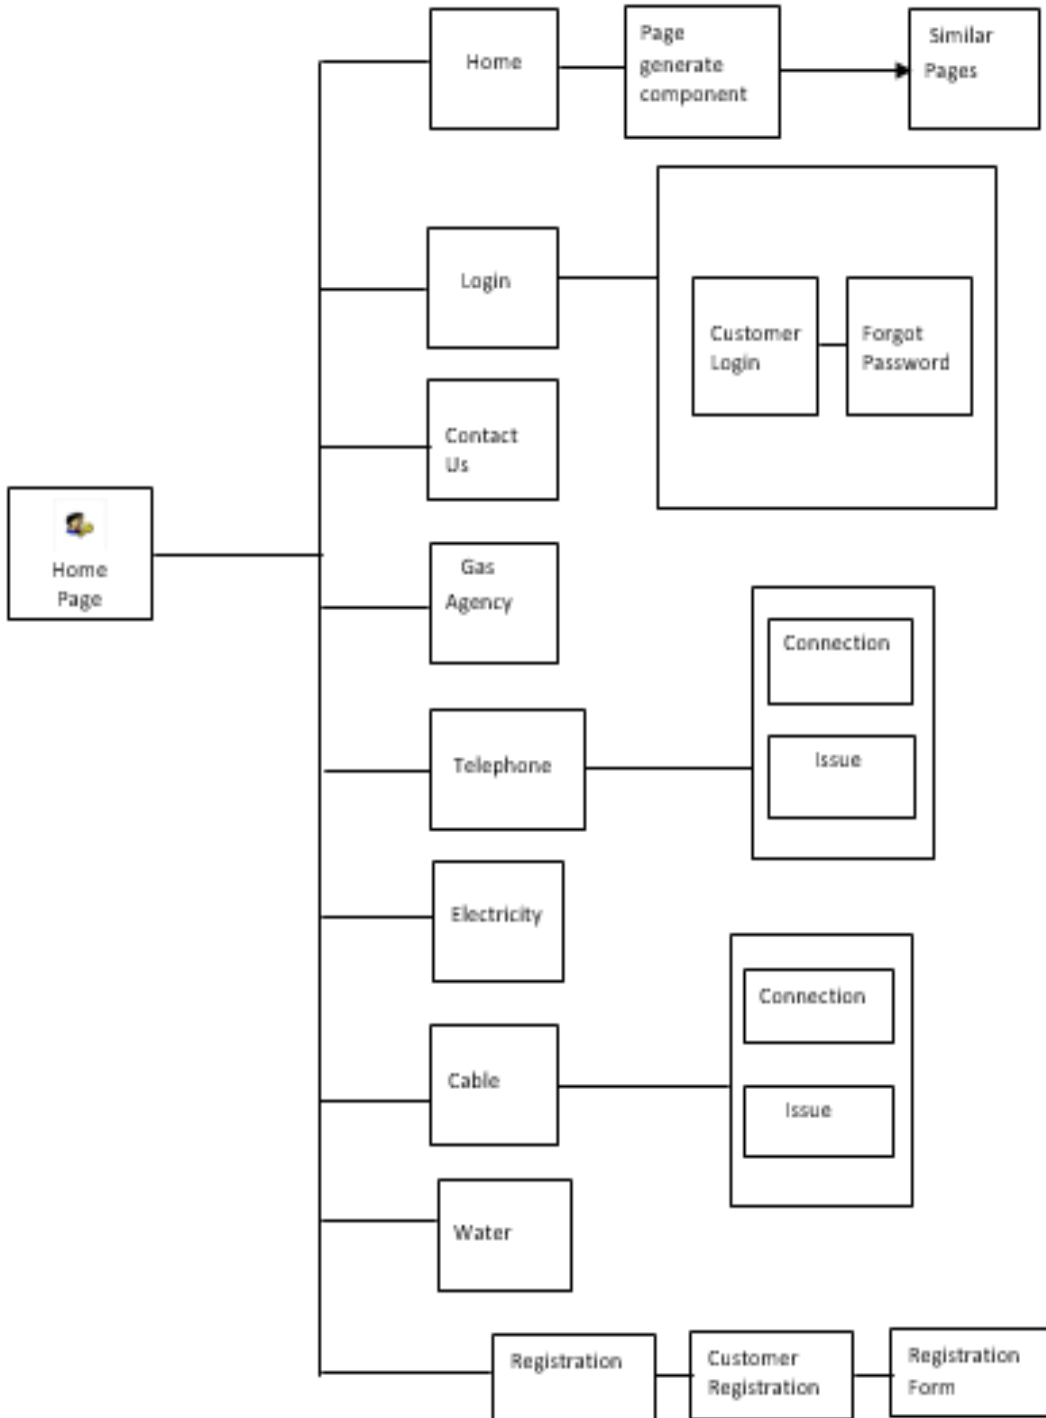 Home
Page
generate
component
Similar
Pages
Login
Customer
Login
Forgot
Password
Contact
Us
Home
Page
Gas
Agency
Connection
Issue
Telephone
Electricity
Connection
Issue
Cable
Water
Registration
Customer
Registration
Registration
Form